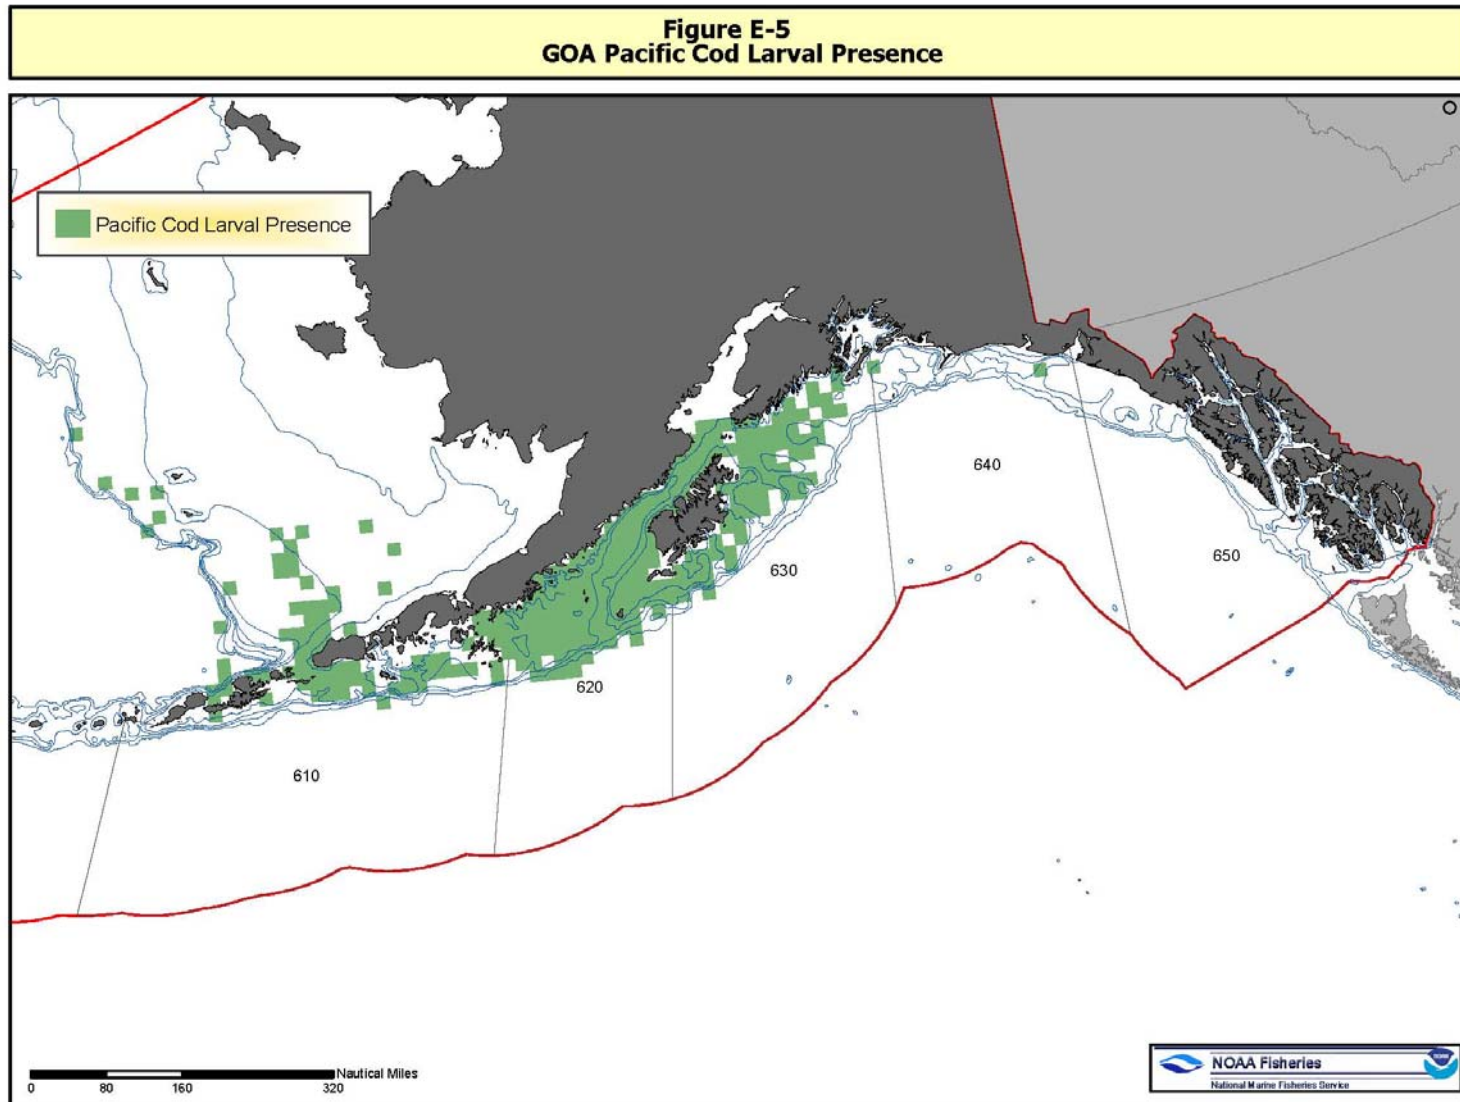 Figure E-5
GOA Pacific Cod Larval Presence
Pacific Cod Larval Presence
640
650
630
620
610
Nautical Miles
0 80 160 320
NOAA Fisheries
National Marine Fisheries Service